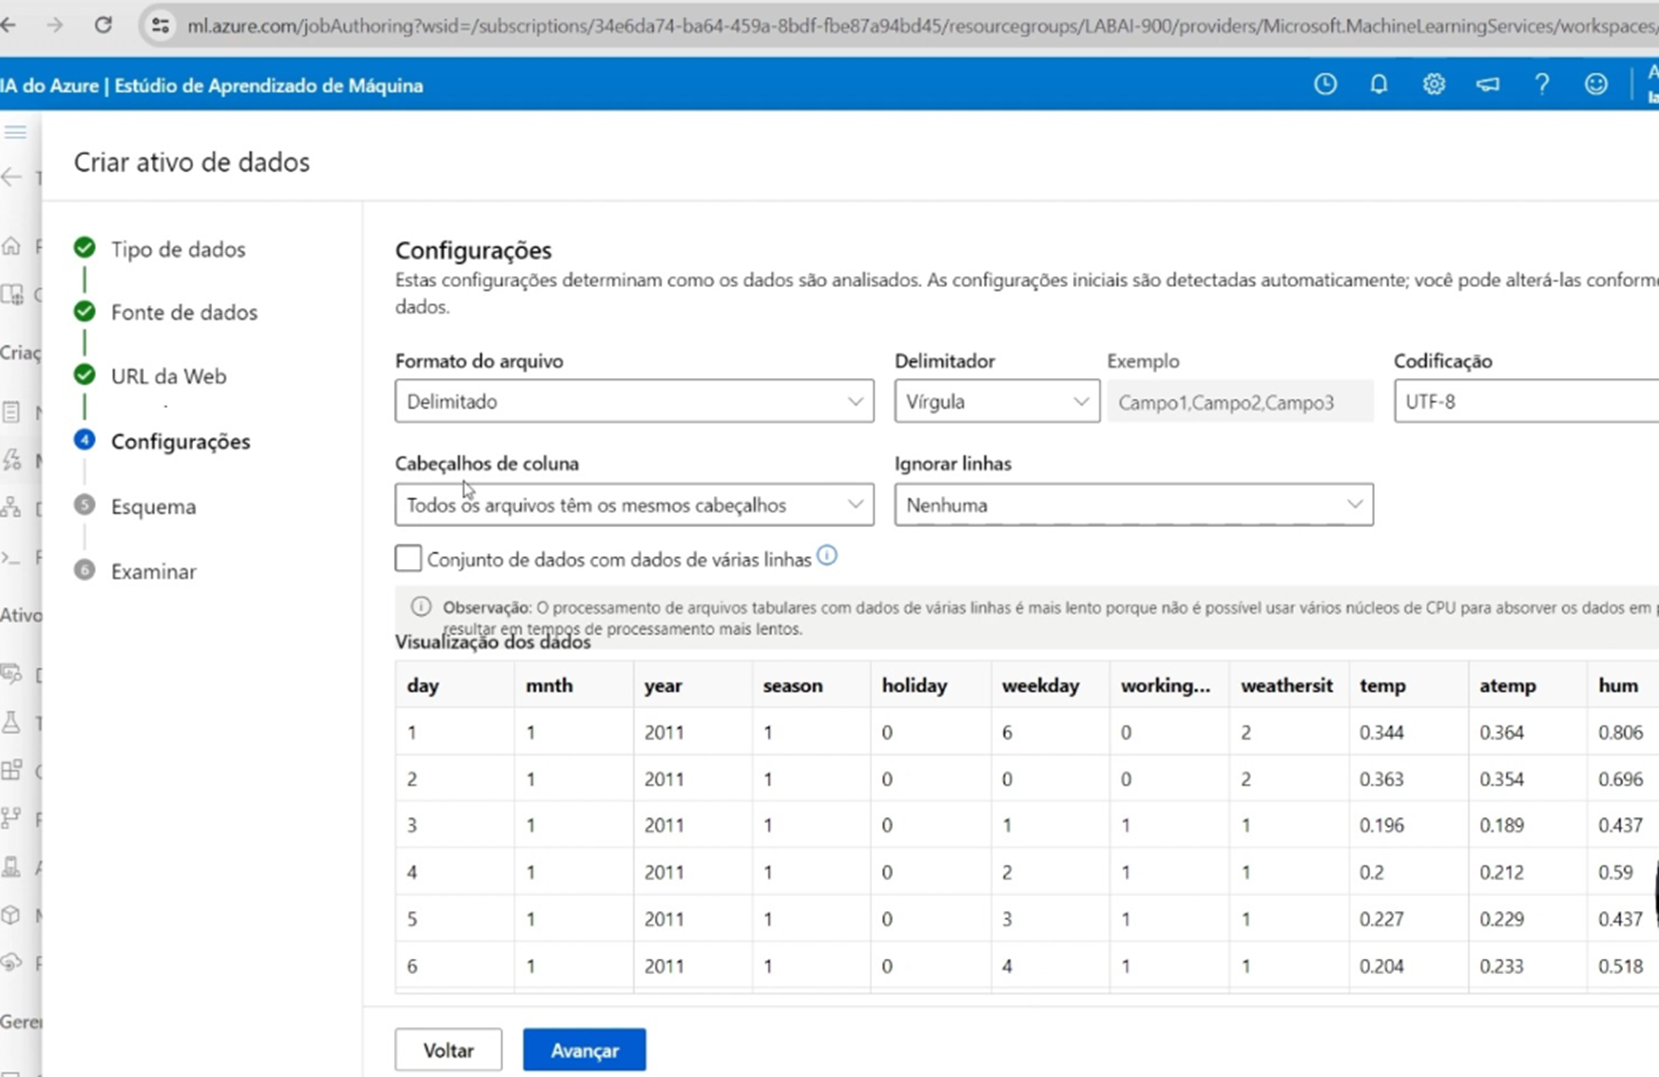 ml.azure.com/jobAuthoring?wsid=/subscriptions/34e6da74-ba64-459a-8bdf-fbe87a94bd45/resourcegroups/LABAI-900/providers/Microsoft.MachineLearningServices/workspaces/
IA do Azure | Estúdio de Aprendizado de Máquina
Criar ativo de dados
Tipo de dados
Fonte de dados
URL da Web
4 Configurações
5 Esquema
6 Examinar
Criaç
Ativo
Gerer
Configurações
Estas configurações determinam como os dados são analisados. As configurações iniciais são detectadas automaticamente; você pode alterá-las conforme
dados.
Formato do arquivo Delimitador Exemplo Codificação
Delimitado Vírgula Campo1,Campo2,Campo3 UTF-8
Cabeçalhos de coluna Ignorar linhas
Todos os arquivos têm os mesmos cabeçalhos Nenhuma
Conjunto de dados com dados de várias linhas
Observação: O processamento de arquivos tabulares com dados de várias linhas é mais lento porque não é possível usar vários núcleos de CPU para absorver os dados em p
resultar em tempos de processamento mais lentos.
Visualização dos dados
day mnth year season holiday weekday working... weathersit temp atemp hum
1 1 2011 1 0 6 0 2 0.344 0.364 0.806
2 1 2011 1 0 0 0 2 0.363 0.354 0.696
3 1 2011 1 0 1 1 1 0.196 0.189 0.437
4 1 2011 1 0 2 1 1 0.2 0.212 0.59
5 1 2011 1 0 3 1 1 0.227 0.229 0.437
6 1 2011 1 0 4 1 1 0.204 0.233 0.518
Voltar Avançar